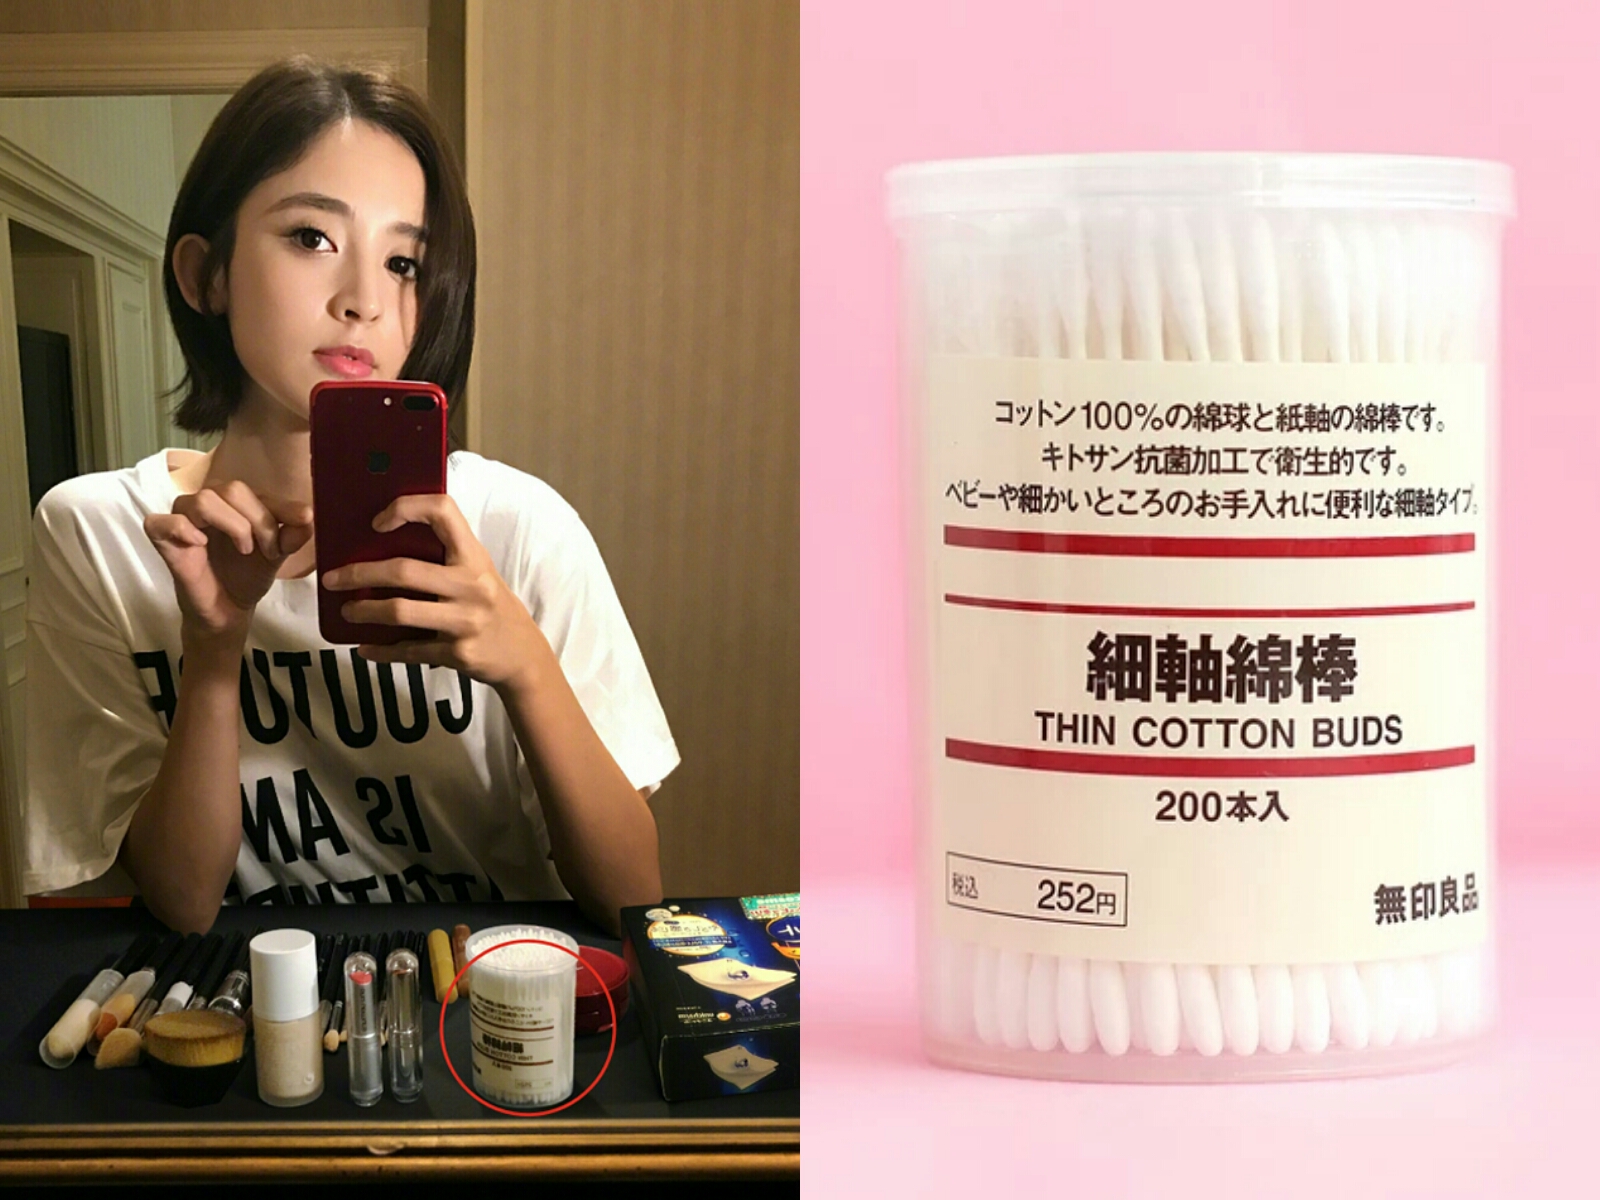 COUTURE
IS AN
ATTITUDE
コットン100%の綿球と紙軸の綿棒です。
キトサン抗菌加工で衛生的です。
ベビーや細かいところのお手入れに便利な細軸タイプ。
細軸綿棒
THIN COTTON BUDS
200本入
税込 252円
無印良品